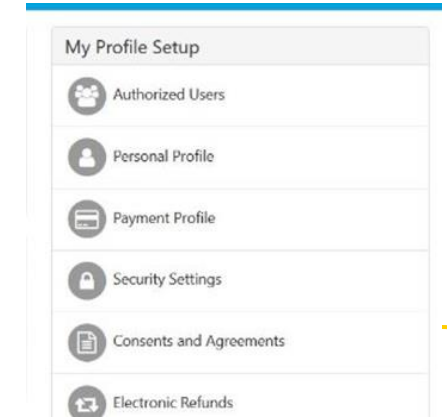 My Profile Setup
Authorized Users
Personal Profile
Payment Profile
Security Settings
Consents and Agreements
Electronic Refunds